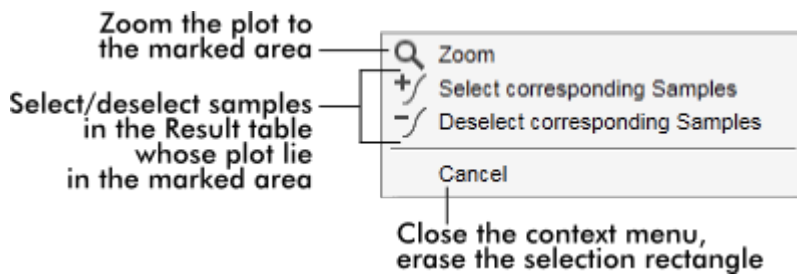 Zoom the plot to
the marked area
Zoom
Select corresponding Samples
Select/deselect samples
in the Result table
whose plot lie
in the marked area
Deselect corresponding Samples
Cancel
Close the context menu,
erase the selection rectangle